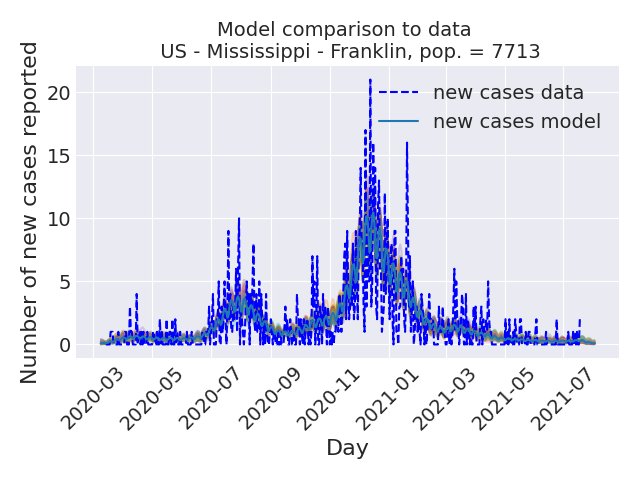 Model comparison to data
US - Mississippi - Franklin, pop. = 7713
Number of new cases reported
20
15
10
5
0
new cases data
new cases model
2020-03
2020-05
2020-07
2020-09
2020-11
2021-01
2021-03
2021-05
2021-07
Day